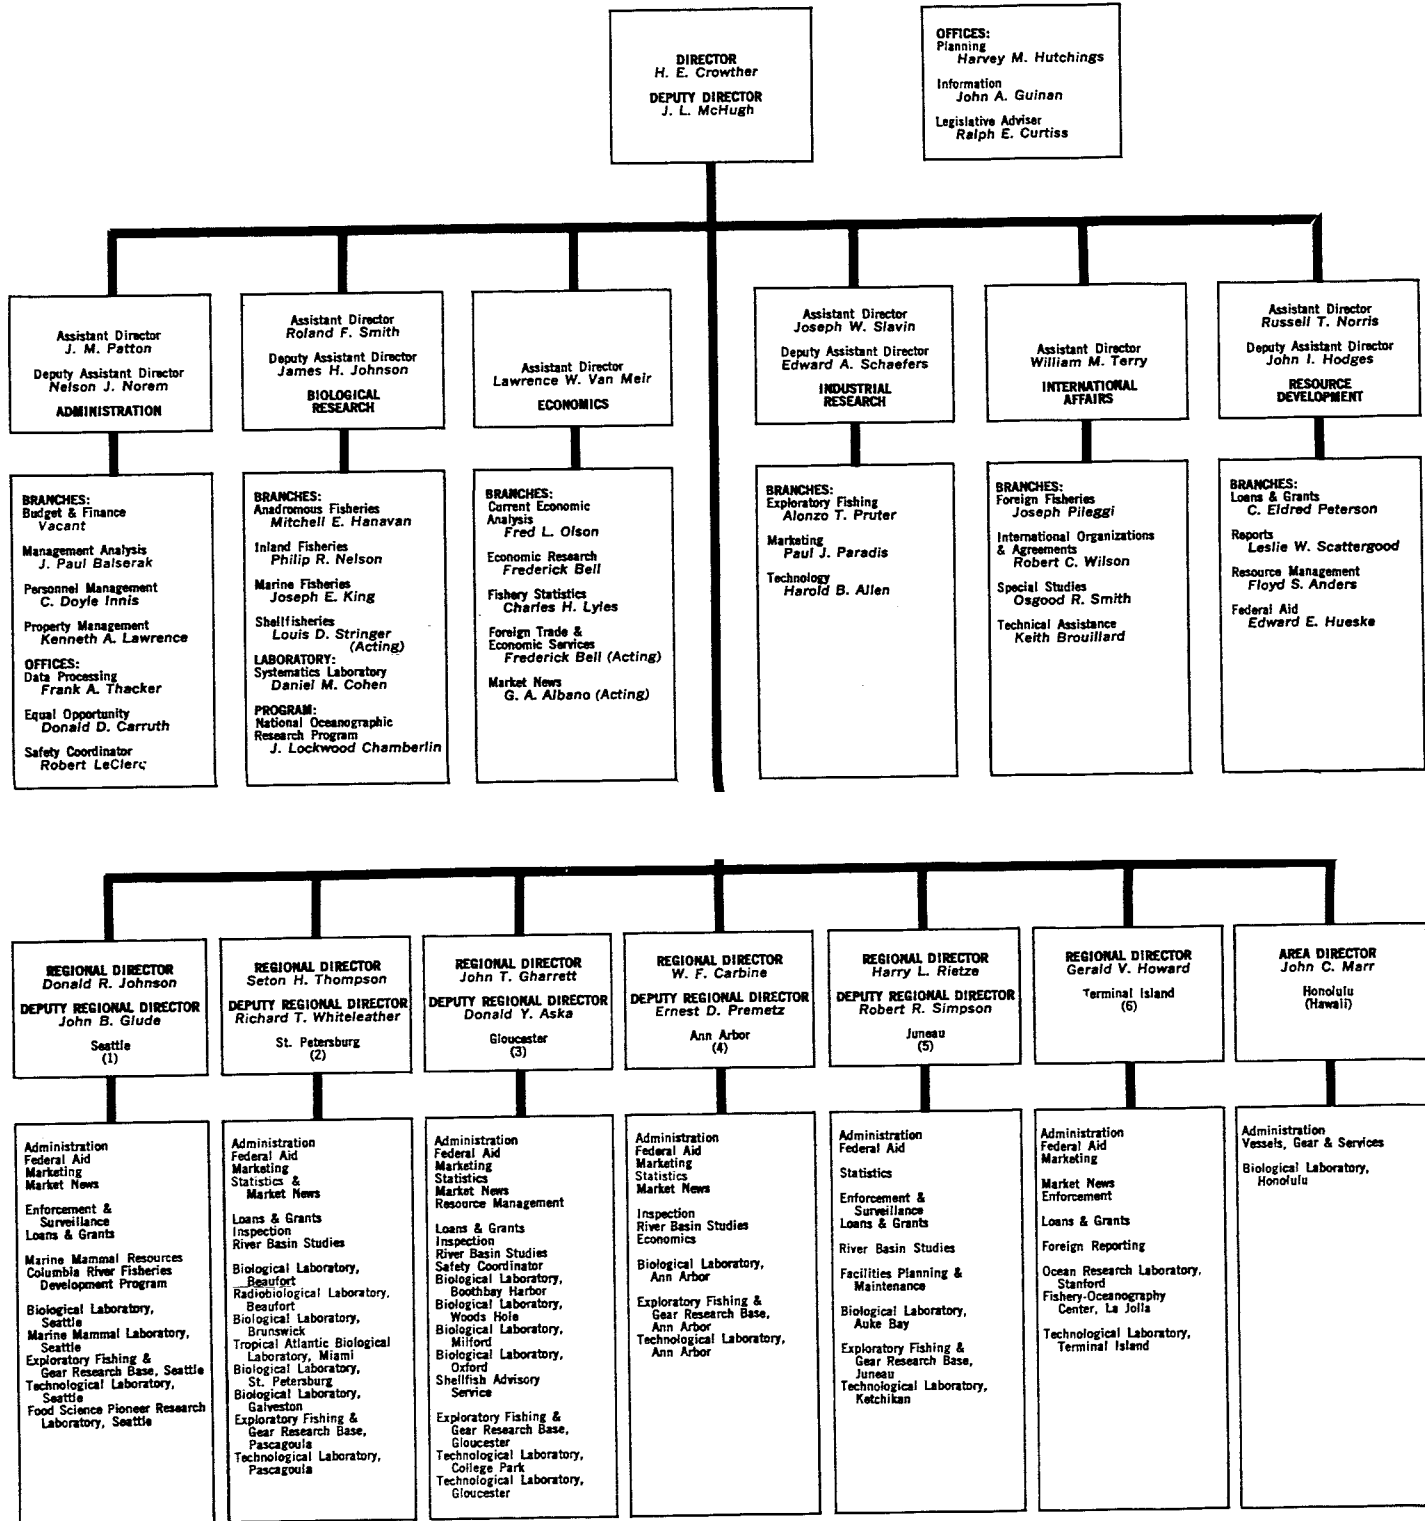 DIRECTOR
H. E. Crowther
DEPUTY DIRECTOR
J. L. McHugh
OFFICES:
Planning
Harvey M. Hutchings
Information
John A. Guinan
Legislative Adviser
Ralph E. Curtiss
Assistant Director
J. M. Patton
Deputy Assistant Director
Nelson J. Norem
ADMINISTRATION
Assistant Director
Roland F. Smith
Deputy Assistant Director
James H. Johnson
BIOLOGICAL
RESEARCH
Assistant Director
Lawrence W. Van Meir
ECONOMICS
Assistant Director
Joseph W. Slavin
Deputy Assistant Director
Edward A. Schaefers
INDUSTRIAL
RESEARCH
Assistant Director
William M. Terry
INTERNATIONAL
AFFAIRS
Assistant Director
Russell T. Norris
Deputy Assistant Director
John I. Hodges
RESOURCE
DEVELOPMENT
BRANCHES:
Budget & Finance
Vacant
Management Analysis
J. Paul Balserak
Personnel Management
C. Doyle Innis
Property Management
Kenneth A. Lawrence
OFFICES:
Data Processing
Frank A. Thacker
Equal Opportunity
Donald D. Carruth
Safety Coordinator
Robert LeClerc
BRANCHES:
Anadromous Fisheries
Mitchell E. Hanavan
Inland Fisheries
Philip R. Nelson
Marine Fisheries
Joseph E. King
Shellfisheries
Louis D. Stringer
(Acting)
LABORATORY:
Systematics Laboratory
Daniel M. Cohen
PROGRAM:
National Oceanographic
Research Program
J. Lockwood Chamberlin
BRANCHES:
Current Economic
Analysis
Fred L. Olson
Economic Research
Frederick Bell
Fishery Statistics
Charles H. Lyles
Foreign Trade &
Economic Services
Frederick Bell (Acting)
Market News
G. A. Albano (Acting)
BRANCHES:
Exploratory Fishing
Alonzo T. Pruter
Marketing
Paul J. Paradis
Technology
Harold B. Allen
BRANCHES:
Foreign Fisheries
Joseph Pileggi
International Organizations
& Agreements
Robert C. Wilson
Special Studies
Osgood R. Smith
Technical Assistance
Keith Brouillard
BRANCHES:
Loans & Grants
C. Eldred Peterson
Reports
Leslie W. Scattergood
Resource Management
Floyd S. Anders
Federal Aid
Edward E. Hueske
REGIONAL DIRECTOR
Donald R. Johnson
DEPUTY REGIONAL DIRECTOR
John B. Glude
Seattle
(1)
REGIONAL DIRECTOR
Seton H. Thompson
DEPUTY REGIONAL DIRECTOR
Richard T. Whiteleather
St. Petersburg
(2)
REGIONAL DIRECTOR
John T. Gharrett
DEPUTY REGIONAL DIRECTOR
Donald Y. Aska
Gloucester
(3)
REGIONAL DIRECTOR
W. F. Carbine
DEPUTY REGIONAL DIRECTOR
Ernest D. Premetz
Ann Arbor
(4)
REGIONAL DIRECTOR
Harry L. Rietze
DEPUTY REGIONAL DIRECTOR
Robert R. Simpson
Juneau
(5)
REGIONAL DIRECTOR
Gerald V. Howard
Terminal Island
(6)
AREA DIRECTOR
John C. Marr
Honolulu
(Hawaii)
Administration
Federal Aid
Marketing
Market News
Enforcement &
Surveillance
Loans & Grants
Marine Mammal Resources
Columbia River Fisheries
Development Program
Biological Laboratory,
Seattle
Marine Mammal Laboratory,
Seattle
Exploratory Fishing &
Gear Research Base, Seattle
Technological Laboratory,
Seattle
Food Science Pioneer Research
Laboratory, Seattle
Administration
Federal Aid
Marketing
Statistics &
Market News
Loans & Grants
Inspection
River Basin Studies
Biological Laboratory,
Beaufort
Radiobiological Laboratory,
Beaufort
Biological Laboratory,
Brunswick
Tropical Atlantic Biological
Laboratory, Miami
Biological Laboratory,
St. Petersburg
Biological Laboratory,
Galveston
Exploratory Fishing &
Gear Research Base,
Pascagoula
Technological Laboratory,
Pascagoula
Administration
Federal Aid
Marketing
Statistics
Market News
Resource Management
Loans & Grants
Inspection
River Basin Studies
Safety Coordinator
Biological Laboratory,
Boothbay Harbor
Biological Laboratory,
Woods Hole
Biological Laboratory,
Milford
Biological Laboratory,
Oxford
Shellfish Advisory
Service
Exploratory Fishing &
Gear Research Base,
Gloucester
Technological Laboratory,
College Park
Technological Laboratory,
Gloucester
Administration
Federal Aid
Marketing
Statistics
Market News
Inspection
River Basin Studies
Economics
Biological Laboratory,
Ann Arbor
Exploratory Fishing &
Gear Research Base,
Ann Arbor
Technological Laboratory,
Ann Arbor
Administration
Federal Aid
Statistics
Enforcement &
Surveillance
Loans & Grants
River Basin Studies
Facilities Planning &
Maintenance
Biological Laboratory,
Auke Bay
Exploratory Fishing &
Gear Research Base,
Juneau
Technological Laboratory,
Ketchikan
Administration
Federal Aid
Marketing
Market News
Enforcement
Loans & Grants
Foreign Reporting
Ocean Research Laboratory,
Stanford
Fishery-Oceanography
Center, La Jolla
Technological Laboratory,
Terminal Island
Administration
Vessels, Gear & Services
Biological Laboratory,
Honolulu